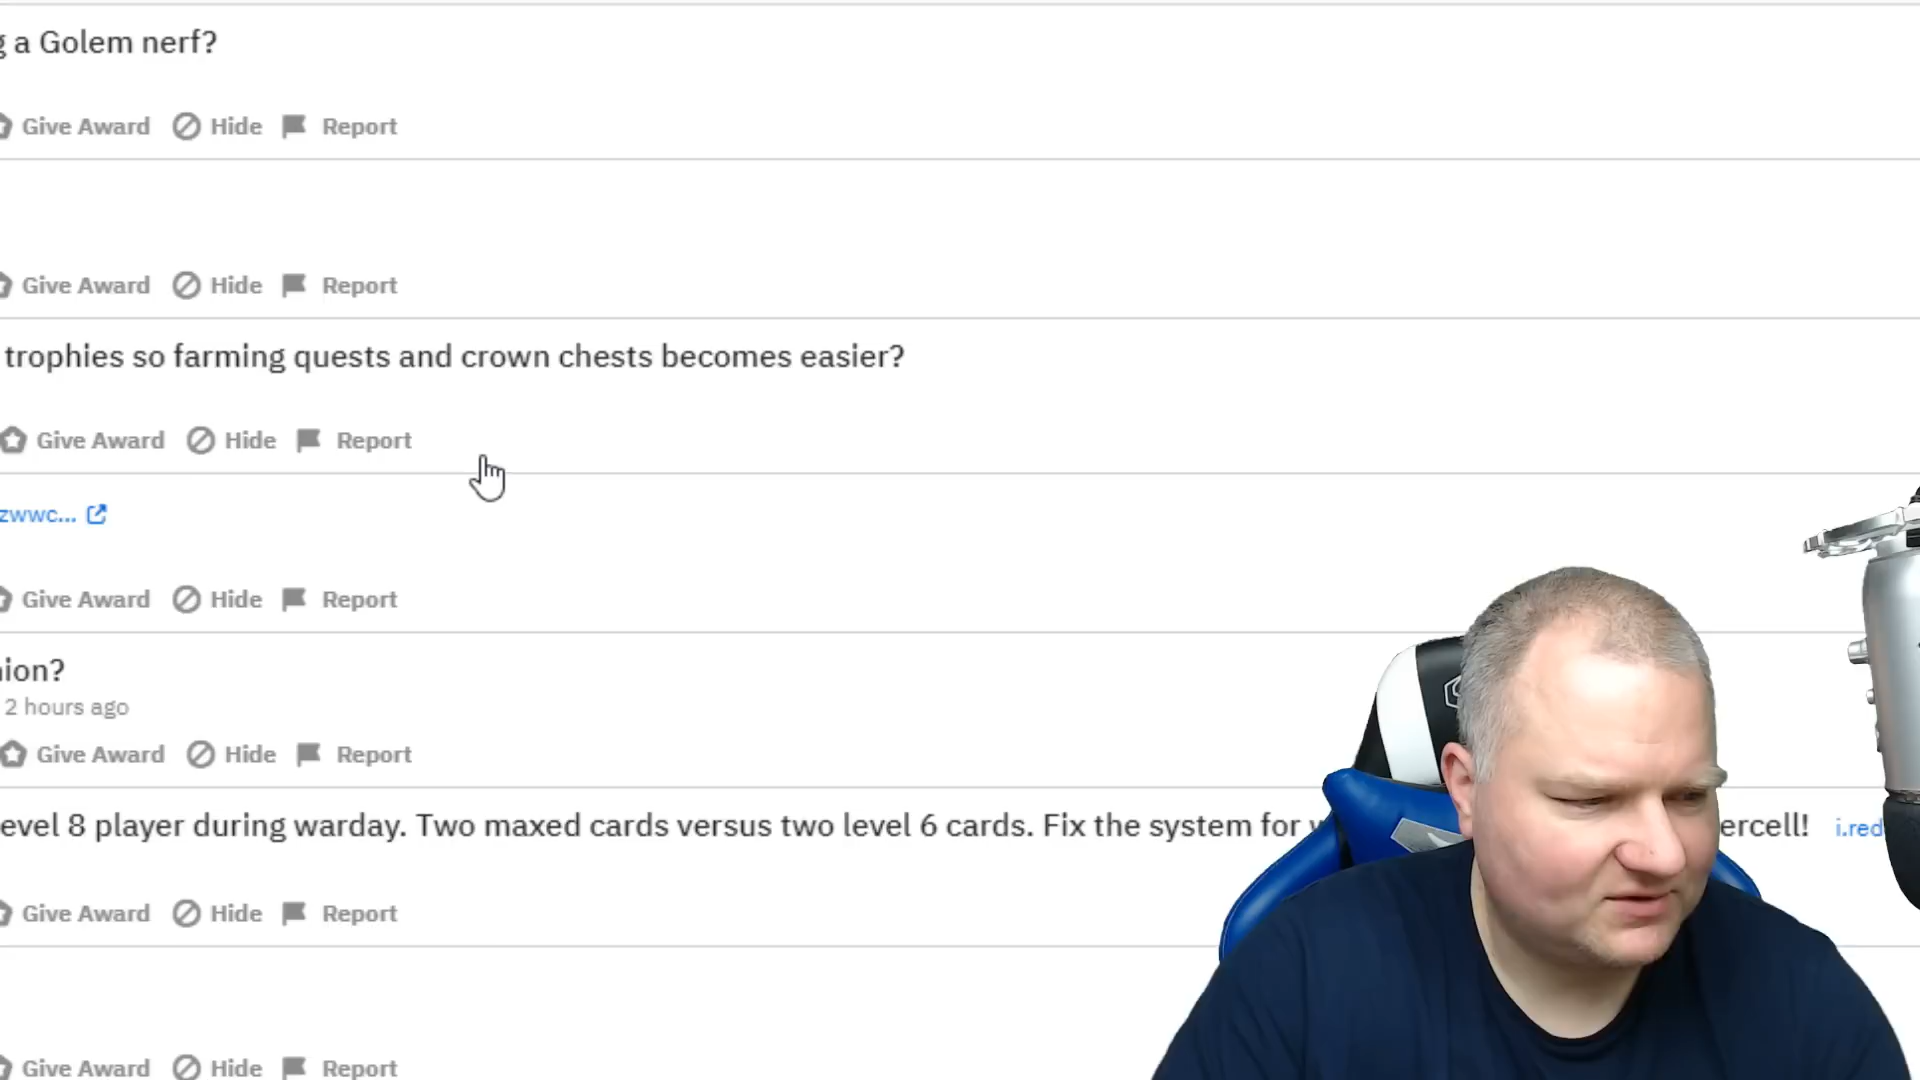 a Golem nerf?
Give Award Hide Report
Give Award Hide Report
trophies so farming quests and crown chests becomes easier?
Give Award Hide Report
zwwc...
Give Award Hide Report
nion?
2 hours ago
Give Award Hide Report
evel 8 player during warday. Two maxed cards versus two level 6 cards. Fix the system for ercell! i.red
Give Award Hide Report
Give Award Hide Report